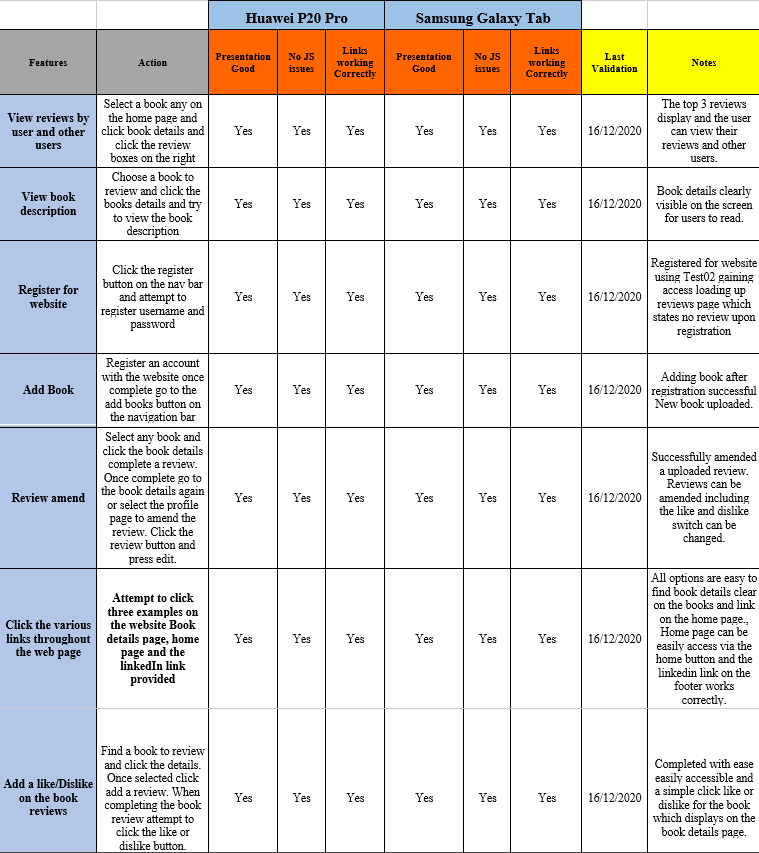 Huawei P20 Pro
Samsung Galaxy Tab
Features
Action
Presentation
Good
No JS
issues
Links
working
Correctly
Presentation
Good
No JS
issues
Links
working
Correctly
Last
Validation
Notes
View reviews by
user and other
users
Select a book any on
the home page and
click book details and
click the review
boxes on the right
Yes
Yes
Yes
Yes
Yes
Yes
16/12/2020
The top 3 reviews
display and the user
can view their
reviews and other
users.
View book
description
Choose a book to
review and click the
books details and try
to view the book
description
Yes
Yes
Yes
Yes
Yes
Yes
16/12/2020
Book details clearly
visible on the screen
for users to read.
Register for
website
Click the register
button on the nav bar
and attempt to
register username and
password
Yes
Yes
Yes
Yes
Yes
Yes
16/12/2020
Registered for website
using Test02 gaining
access loading up
reviews page which
states no review upon
registration
Add Book
Register an account
with the website once
complete go to the
add books button on
the navigation bar
Yes
Yes
Yes
Yes
Yes
Yes
16/12/2020
Adding book after
registration successful
New book uploaded.
Review amend
Select any book and
click the book details
complete a review.
Once complete go to
the book details again
or select the profile
page to amend the
review. Click the
review button and
press edit.
Yes
Yes
Yes
Yes
Yes
Yes
16/12/2020
Successfully amended
a uploaded review.
Reviews can be
amended including
the like and dislike
switch can be
changed.
Click the various
links throughout
the web page
Attempt to click
three examples on
the website Book
details page, home
page and the
linkedIn link
provided
Yes
Yes
Yes
Yes
Yes
Yes
16/12/2020
All options are easy to
find book details clear
on the books and link
on the home page.,
Home page can be
easily access via the
home button and the
linkedin link on the
footer works
correctly.
Add a like/Dislike
on the book
reviews
Find a book to review
and click the details.
Once selected click
add a review. When
completing the book
review attempt to
click the like or
dislike button.
Yes
Yes
Yes
Yes
Yes
Yes
16/12/2020
Completed with ease
easily accessible and
a simple click like or
dislike for the book
which displays on the
book details page.